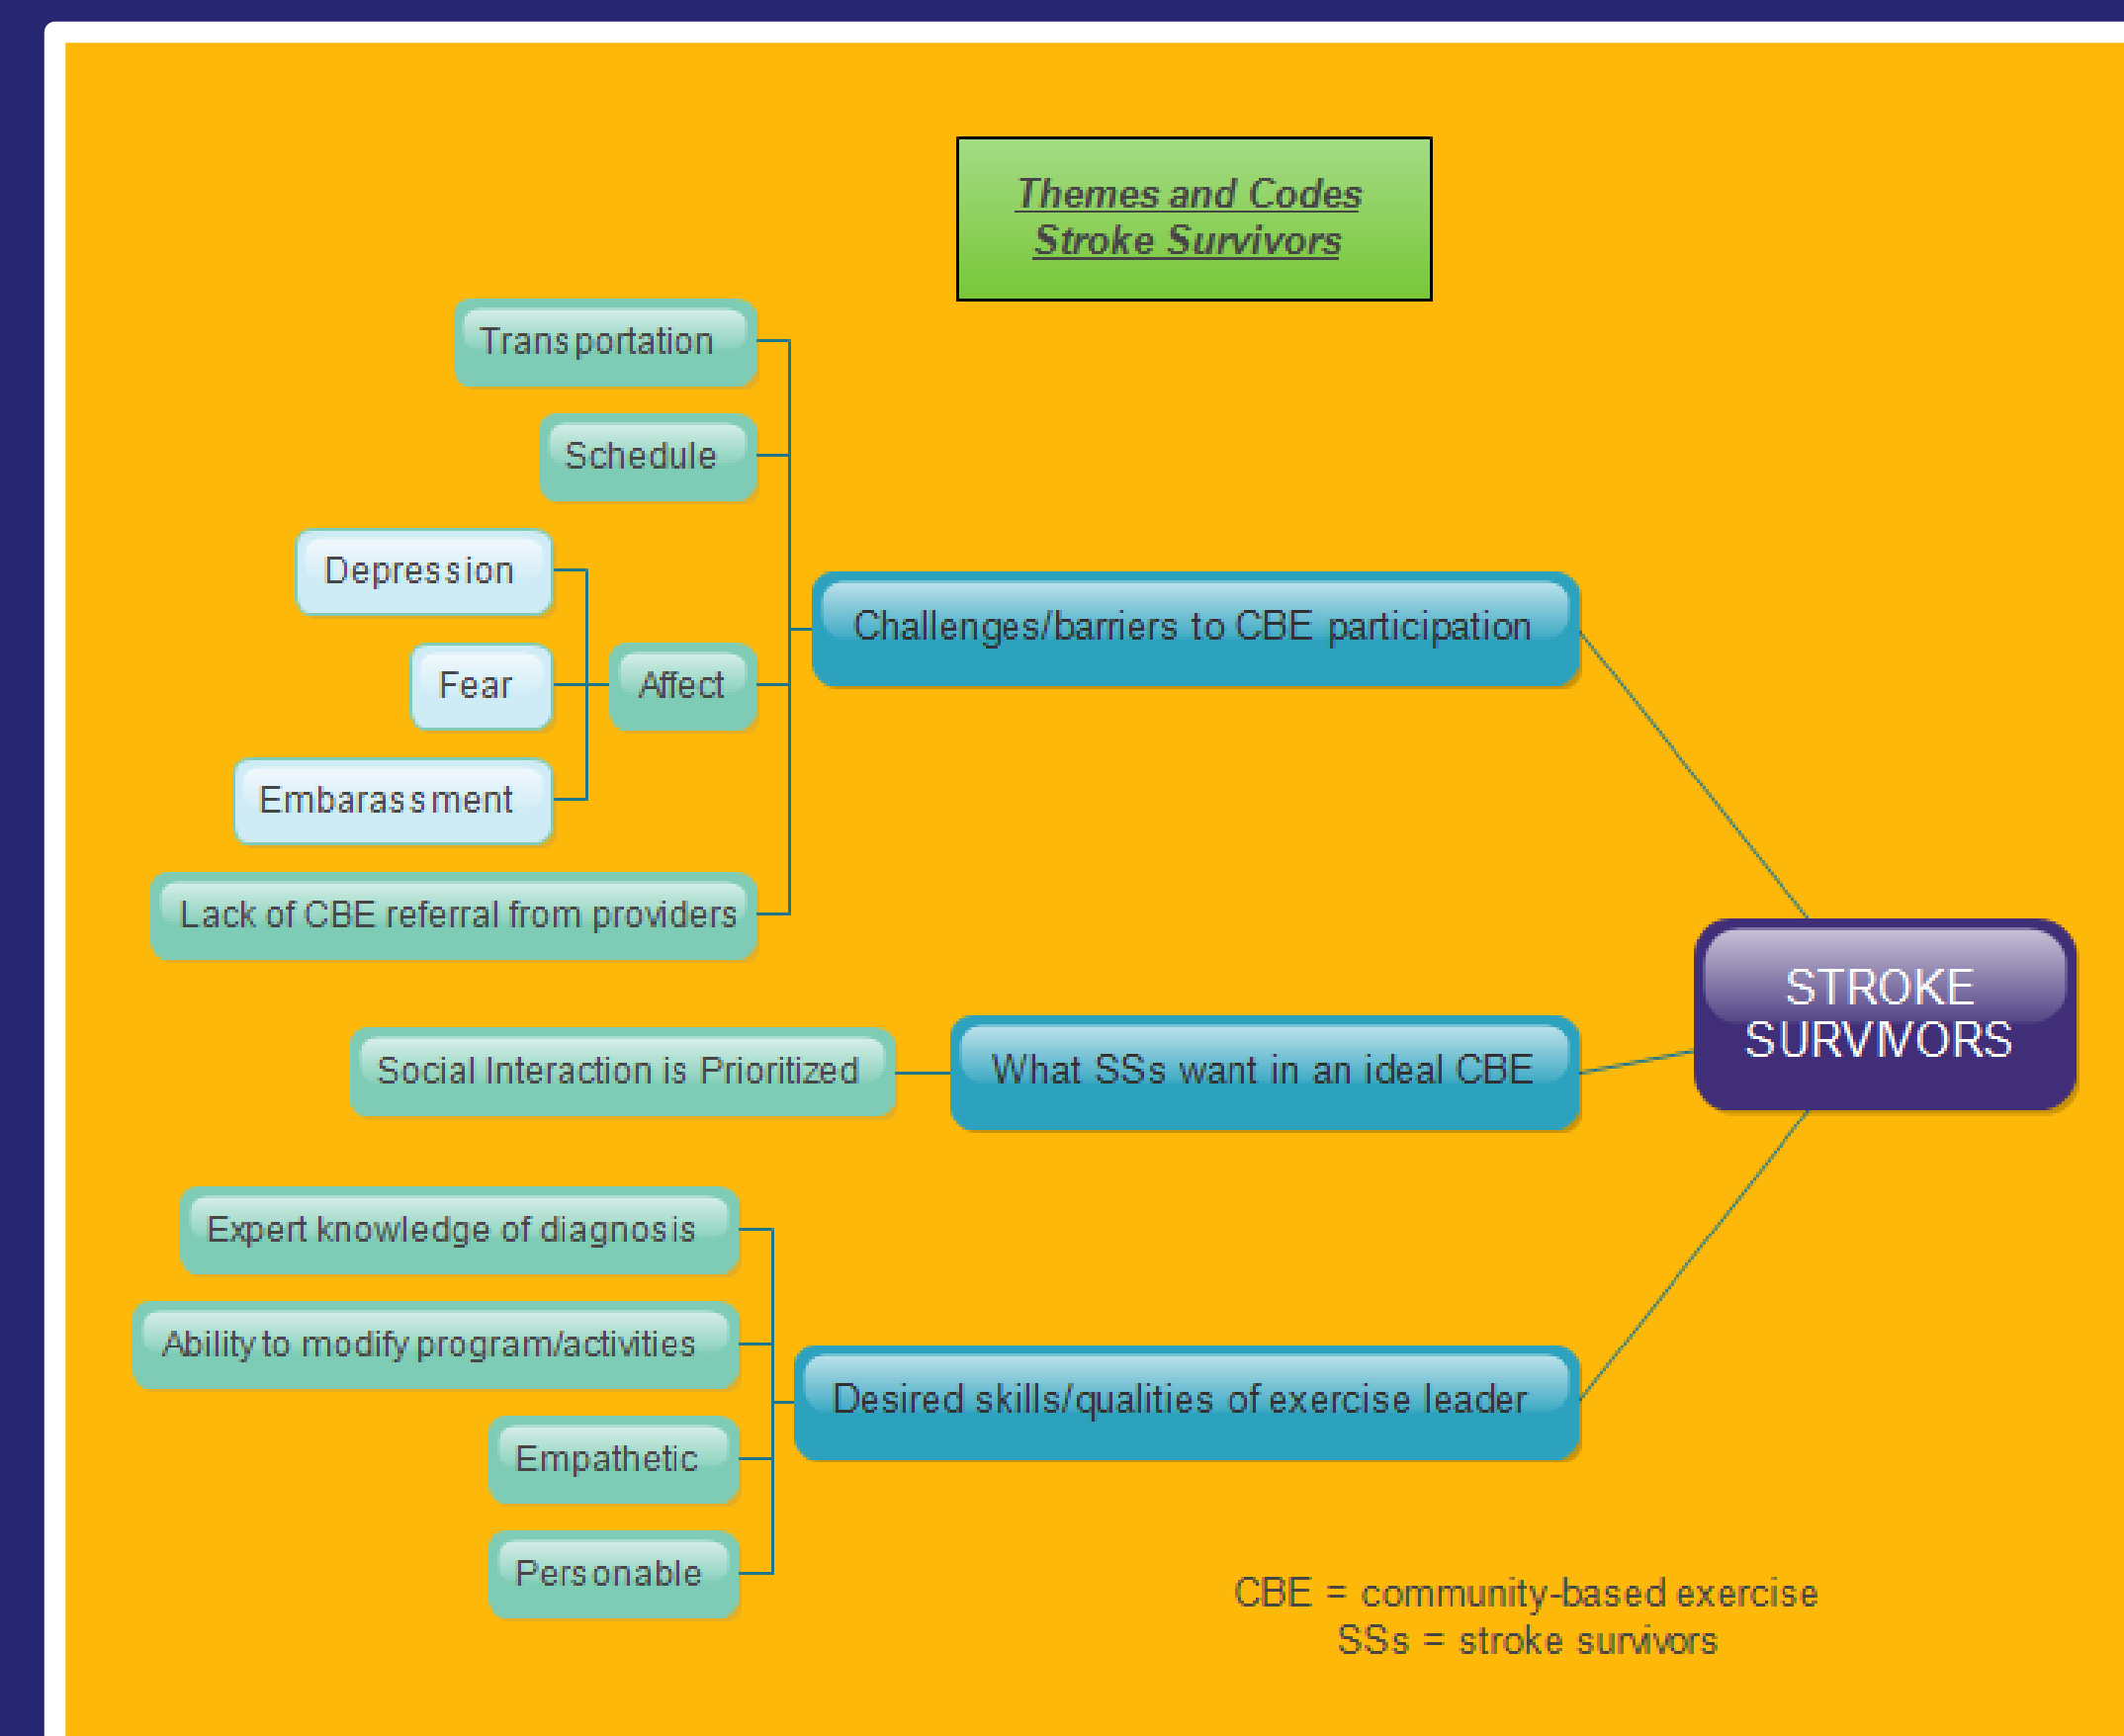 Themes and Codes
Stroke Survivors
Transportation
Schedule
Depression
Fear
Embarassment
Affect
Lack of CBE referral from providers
Challenges/barriers to CBE participation
Social Interaction is Prioritized
What SSs want in an ideal CBE
STROKE
SURVIVORS
Expert knowledge of diagnosis
Ability to modify program/activities
Empathetic
Personable
Desired skills/qualities of exercise leader
CBE = community-based exercise
SSs = stroke survivors